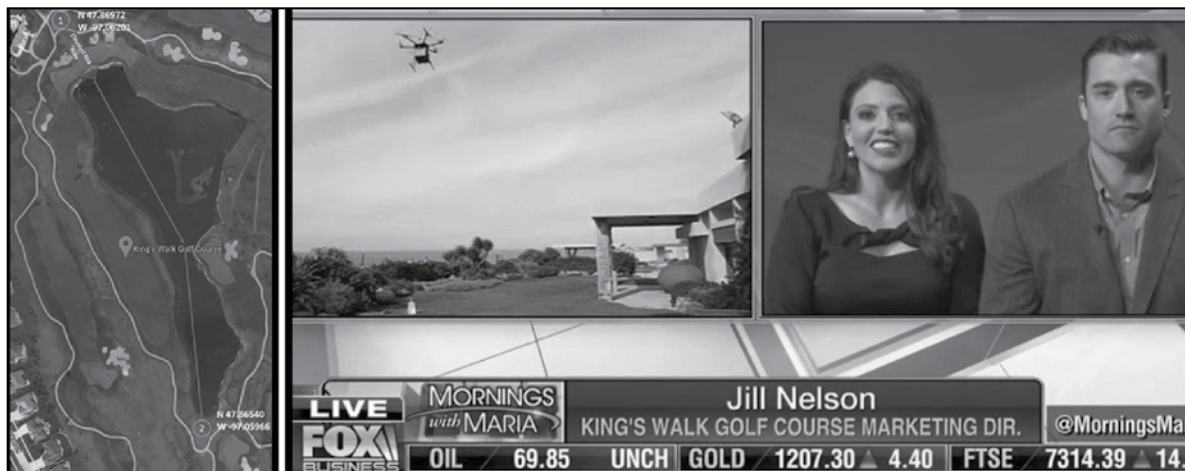 1
N 47.86972
W -97.06201
King's Walk Golf Course
N 47.86540
W -97.05966
2
Jill Nelson
KING'S WALK GOLF COURSE MARKETING DIR.
LIVE
FOX
BUSINESS
MORNINGS
with MARIA
@MorningsMa
OIL 69.85 UNCH GOLD 1207.30 ▲ 4.40 FTSE 7314.39 ▲ 14.